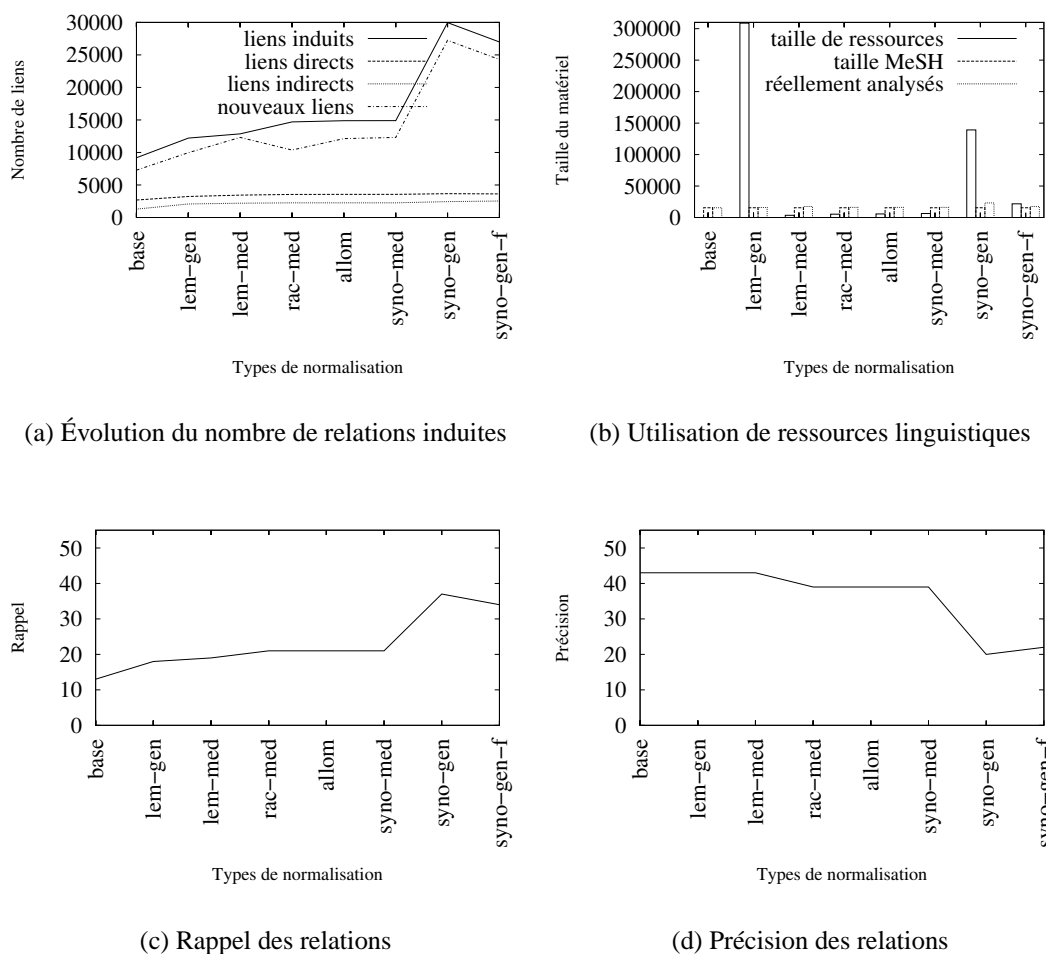 30000
25000
20000
15000
10000
5000
0
Nombre de liens
liens induits
liens directs
liens indirects
nouveaux liens
base
lem-gen
lem-med
rac-med
allom
syno-med
syno-gen
syno-gen-f
Types de normalisation
(a) Évolution du nombre de relations induites
300000
250000
200000
150000
100000
50000
0
Taille du matériel
taille de ressources
taille MeSH
réellement analysés
base
lem-gen
lem-med
rac-med
allom
syno-med
syno-gen
syno-gen-f
Types de normalisation
(b) Utilisation de ressources linguistiques
50
40
30
20
10
0
Rappel
base
lem-gen
lem-med
rac-med
allom
syno-med
syno-gen
syno-gen-f
Types de normalisation
(c) Rappel des relations
50
40
30
20
10
0
Précision
base
lem-gen
lem-med
rac-med
allom
syno-med
syno-gen
syno-gen-f
Types de normalisation
(d) Précision des relations